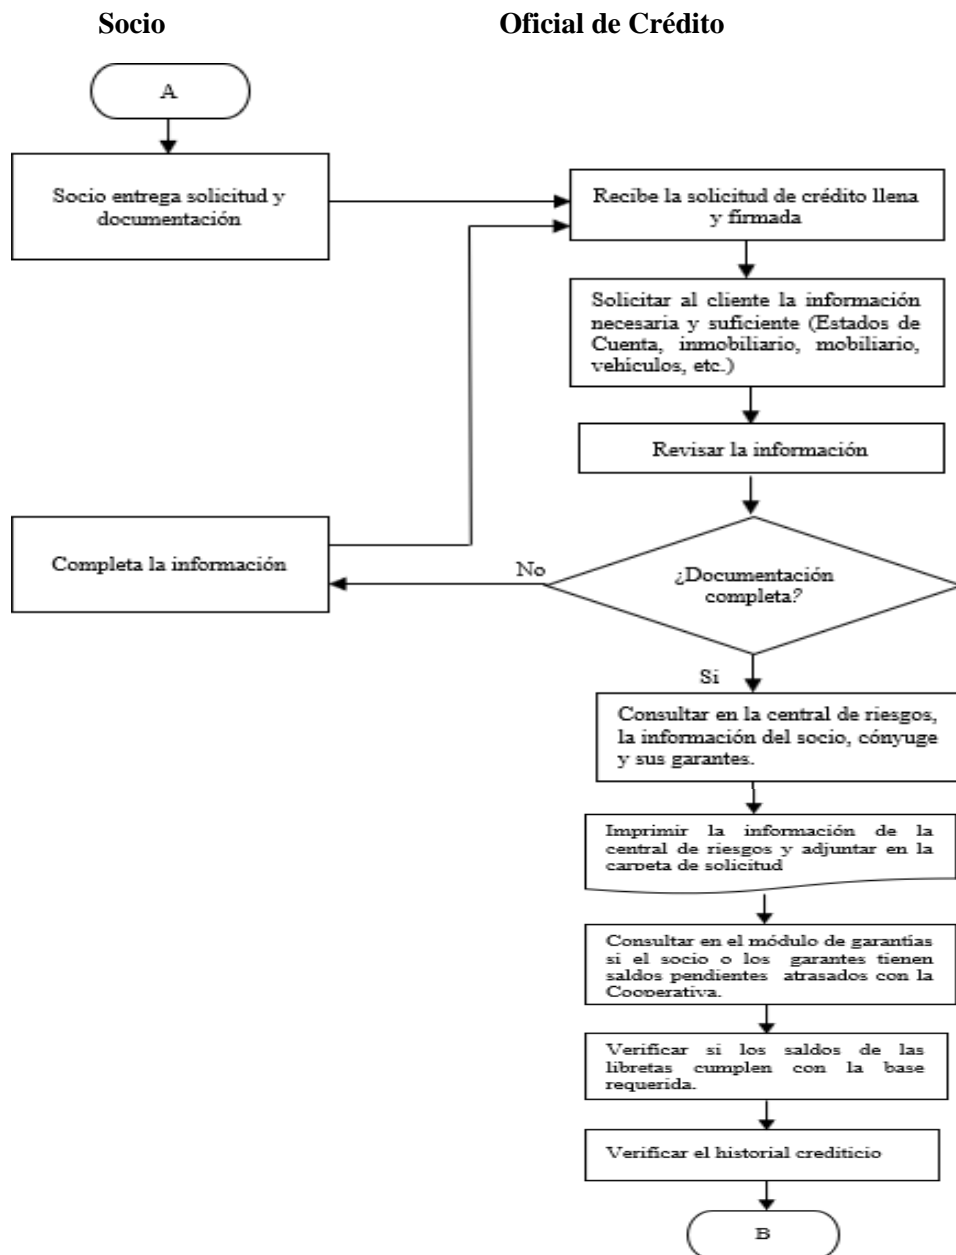 Socio
Oficial de Crédito
A
Socio entrega solicitud y
documentación
Recibe la solicitud de crédito llena
y firmada
Solicitar al cliente la información
necesaria y suficiente (Estados de
Cuenta, inmobiliario, mobiliario,
vehículos, etc.)
Revisar la información
Completa la información
No
¿Documentación
completa?
Si
Consultar en la central de riesgos,
la información del socio, cónyuge
y sus garantes.
Imprimir la información de la
central de riesgos y adjuntar en la
carpeta de solicitud
Consultar en el módulo de garantías
si el socio o los garantes tienen
saldos pendientes atrasados con la
Cooperativa.
Verificar si los saldos de las
libretas cumplen con la base
requerida.
Verificar el historial crediticio
B